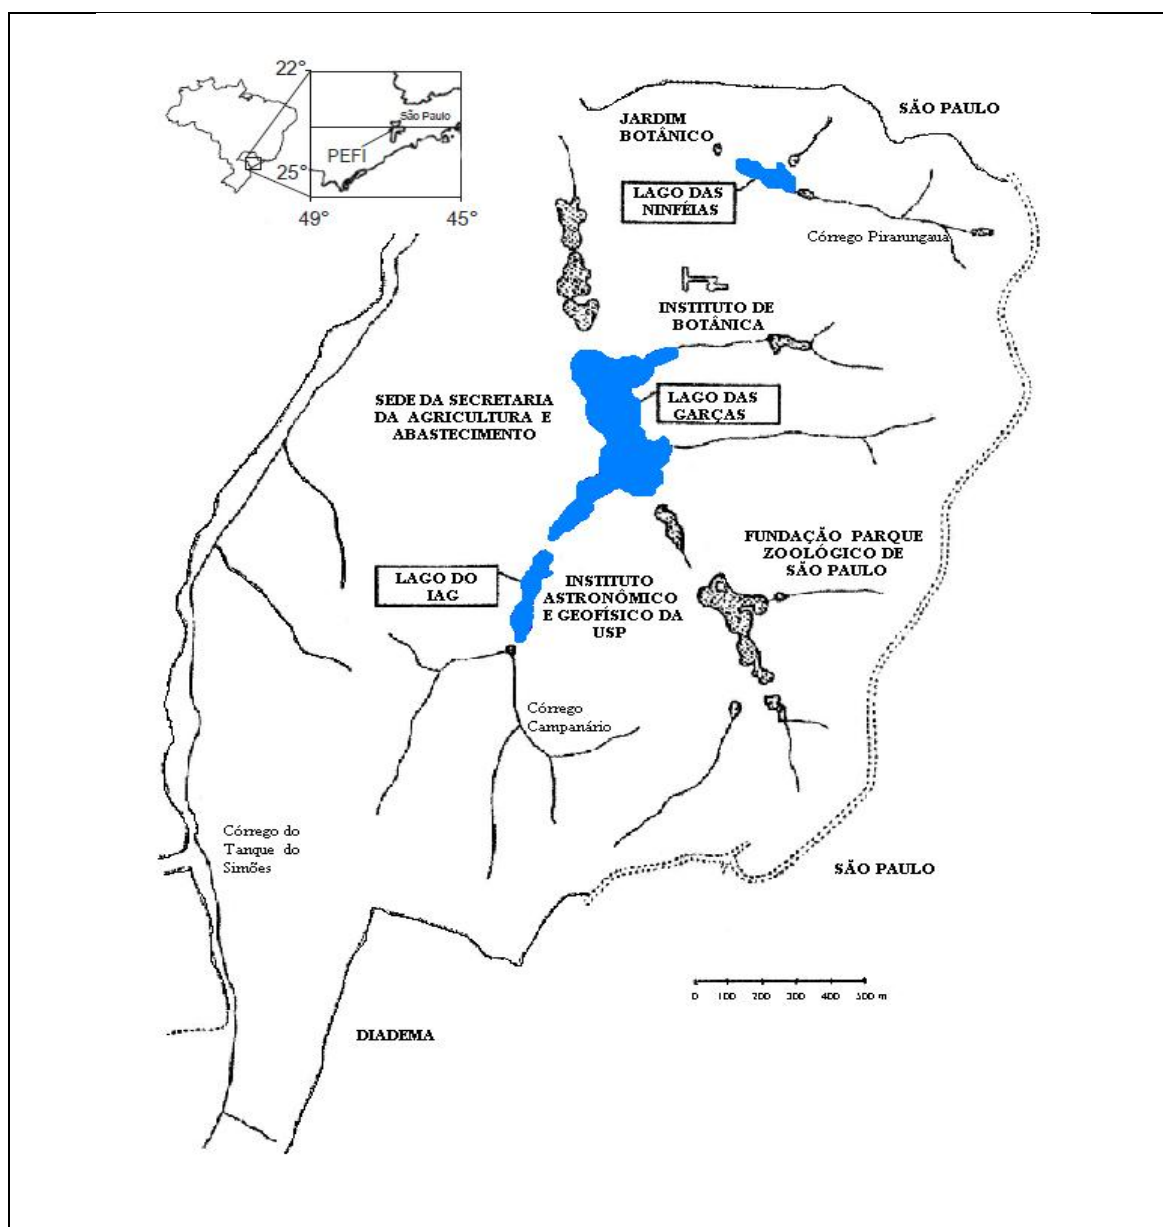 22°
São Paulo
PEFI
25°
49°
45°
JARDIM
BOTÂNICO
SÃO PAULO
LAGO DAS
NINFÉIAS
Córrego Pirarungaua
INSTITUTO DE
BOTÂNICA
SEDE DA SECRETARIA
DA AGRICULTURA E
ABASTECIMENTO
LAGO DAS
GARÇAS
FUNDAÇÃO PARQUE
ZOOLÓGICO DE
SÃO PAULO
LAGO DO
IAG
INSTITUTO
ASTRONÔMICO
E GEOFÍSICO DA
USP
Córrego
Campanário
Córrego do
Tanque do
Simões
SÃO PAULO
0 100 200 300 400 500 m
DIADEMA